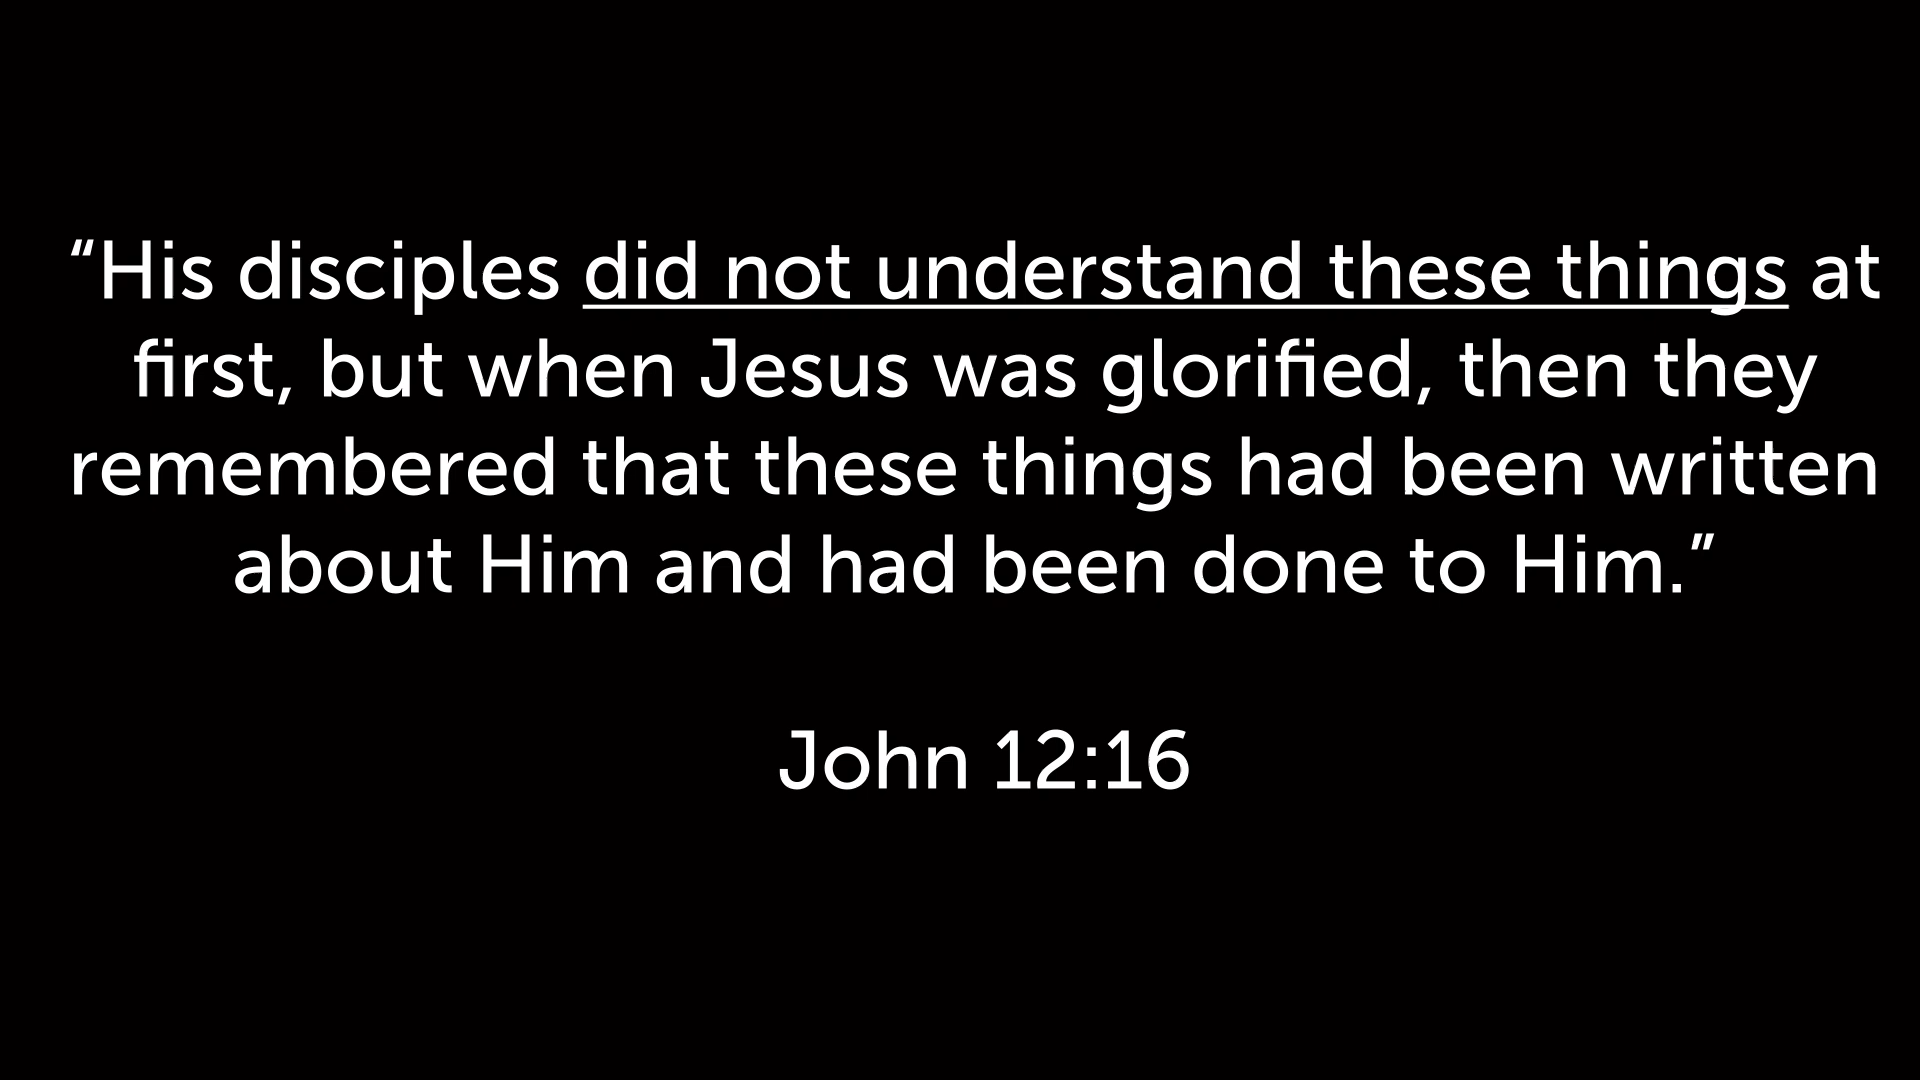 “His disciples did not understand these things at
first, but when Jesus was glorified, then they
remembered that these things had been written
about Him and had been done to Him.”
John 12:16